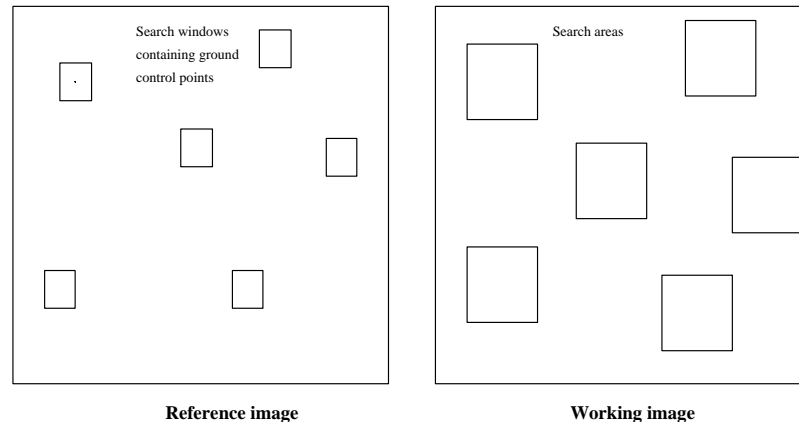 Search windows
containing ground
control points
Search areas
Reference image
Working image